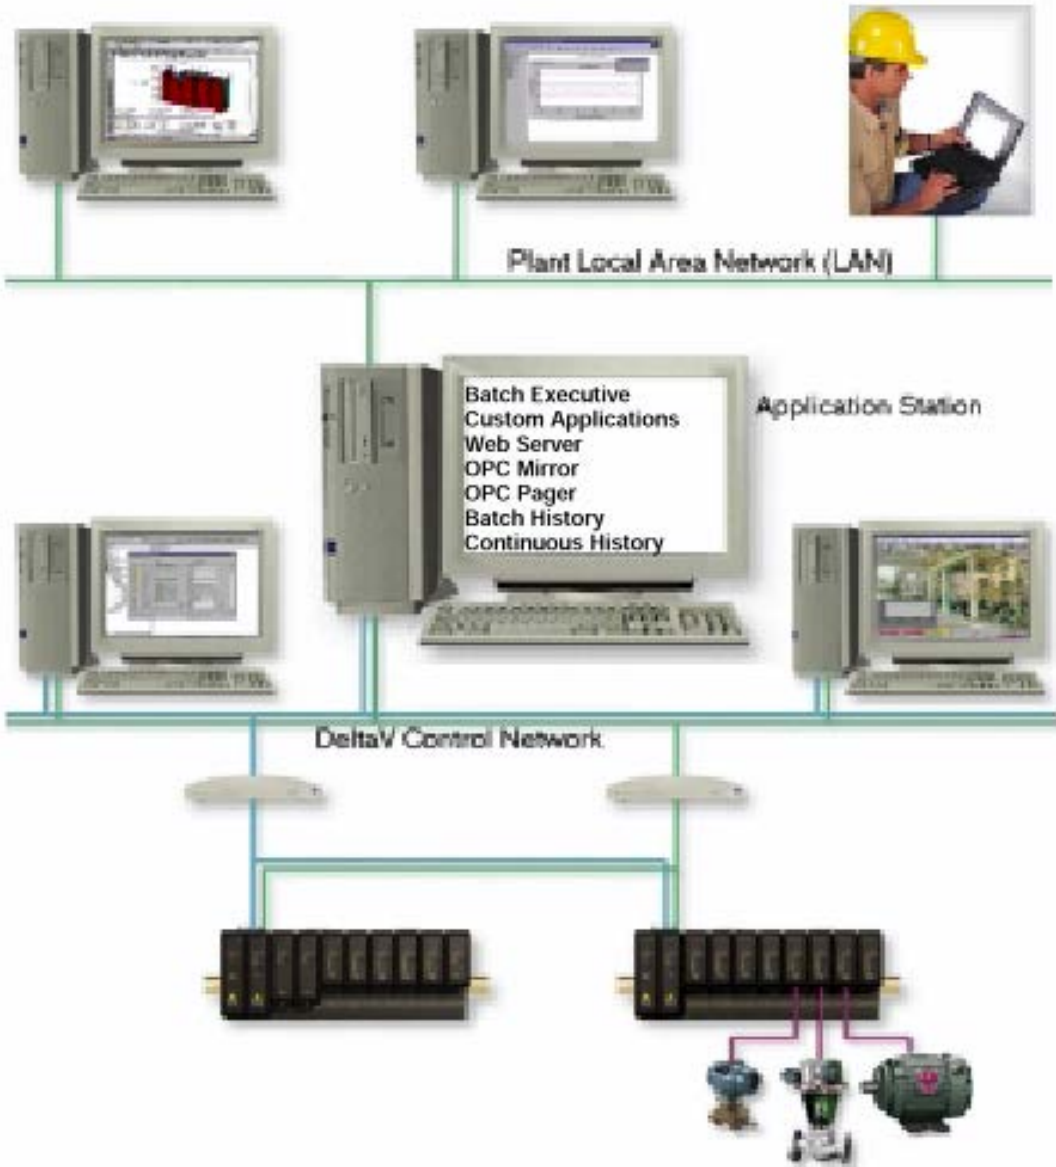 Plant Local Area Network (LAN)
Batch Executive
Custom Applications
Web Server
OPC Mirror
OPC Pager
Batch History
Continuous History
Application Station
DeltaV Control Network